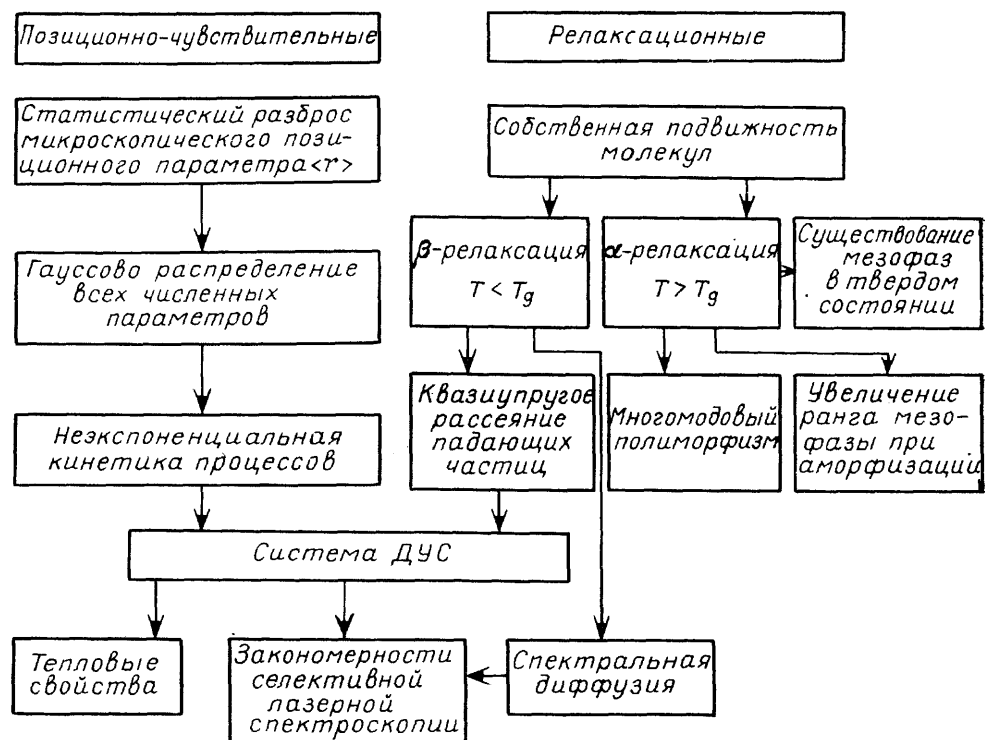 Позиционно-чувствительные
Релаксационные
Статистический разброс
микроскопического пози-
ционного параметра<r>
Собственная подвижность
молекул
Гауссово распределение
всех численных
параметров
β-релаксация
T < Tg
α-релаксация
T > Tg
Существование
мезофаз
в твердом
состоянии
Неэкспоненциальная
кинетика процессов
Квазиупругое
рассеяние
падающих
частиц
Многомодовый
полиморфизм
Увеличение
ранга мезо-
фазы при
аморфизации
Система ДУС
Тепловые
свойства
Закономерности
селективной
лазерной
спектроскопии
Спектральная
диффузия